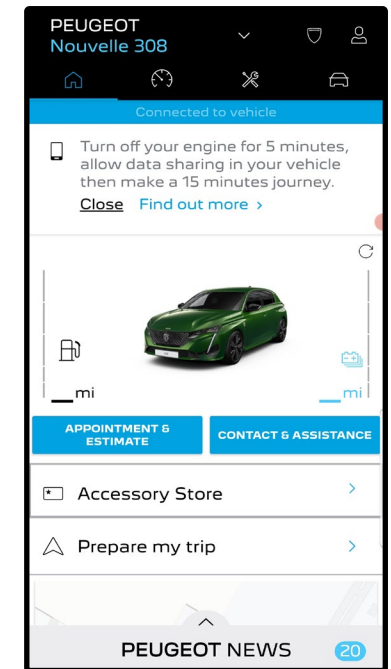 PEUGEOT
Nouvelle 308
Connected to vehicle
Turn off your engine for 5 minutes,
allow data sharing in your vehicle
then make a 15 minutes journey.
Close Find out more >
__mi __mi
APPOINTMENT &
ESTIMATE
CONTACT & ASSISTANCE
Accessory Store
Prepare my trip
PEUGEOT NEWS 20